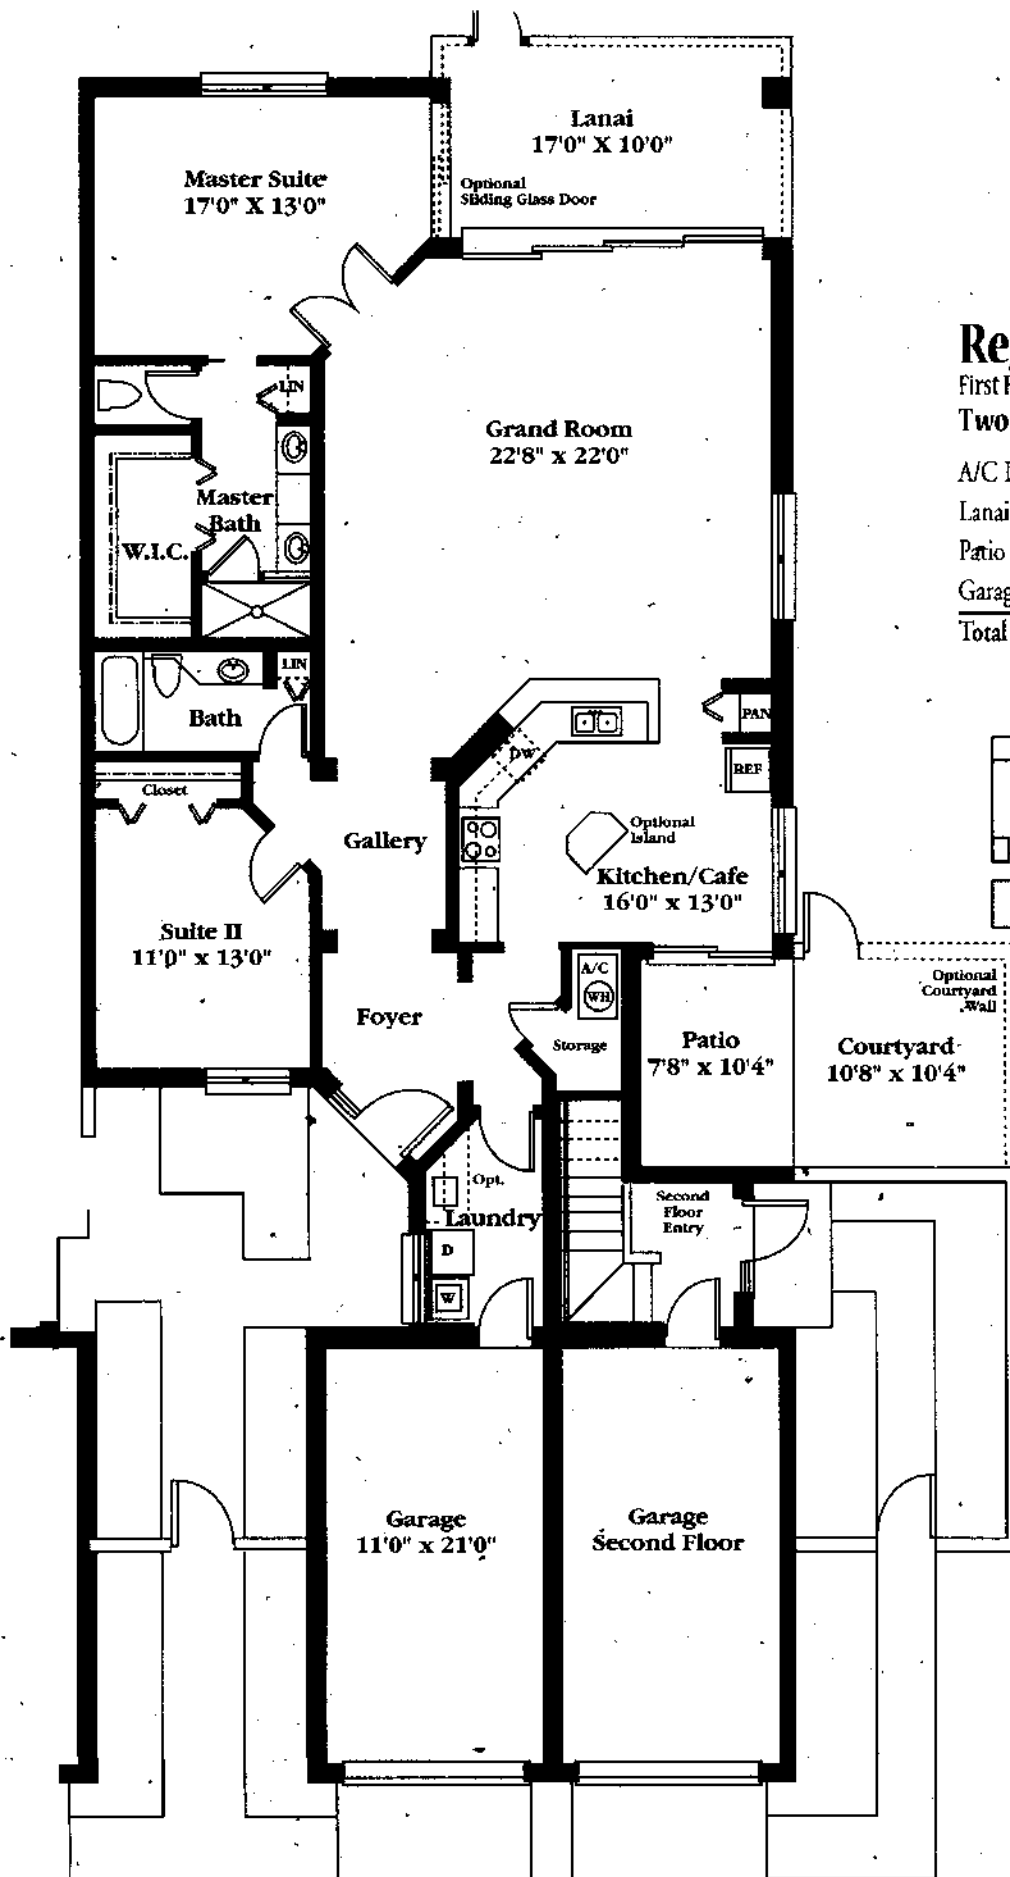 Lanai
17'0" X 10'0"
Optional
Sliding Glass Door
Master Suite
17'0" X 13'0"
LIN
Grand Room
22'8" x 22'0"
Master
Bath
W.I.C.
First
Two
A/C
Lanai
Patio
Total
LIN
Bath
PAN
DW
REF
Closet
Optional
Island
Gallery
Kitchen/Cafe
16'0" x 13'0"
Suite II
11'0" x 13'0"
A/C
WH
Foyer
Storage
Patio
7'8" x 10'4"
Optional
Courtyard
Wall
Courtyard
10'8" x 10'4"
Opt.
Laundry
D
W
Second
Floor
Entry
Garage
11'0" x 21'0"
Garage
Second Floor